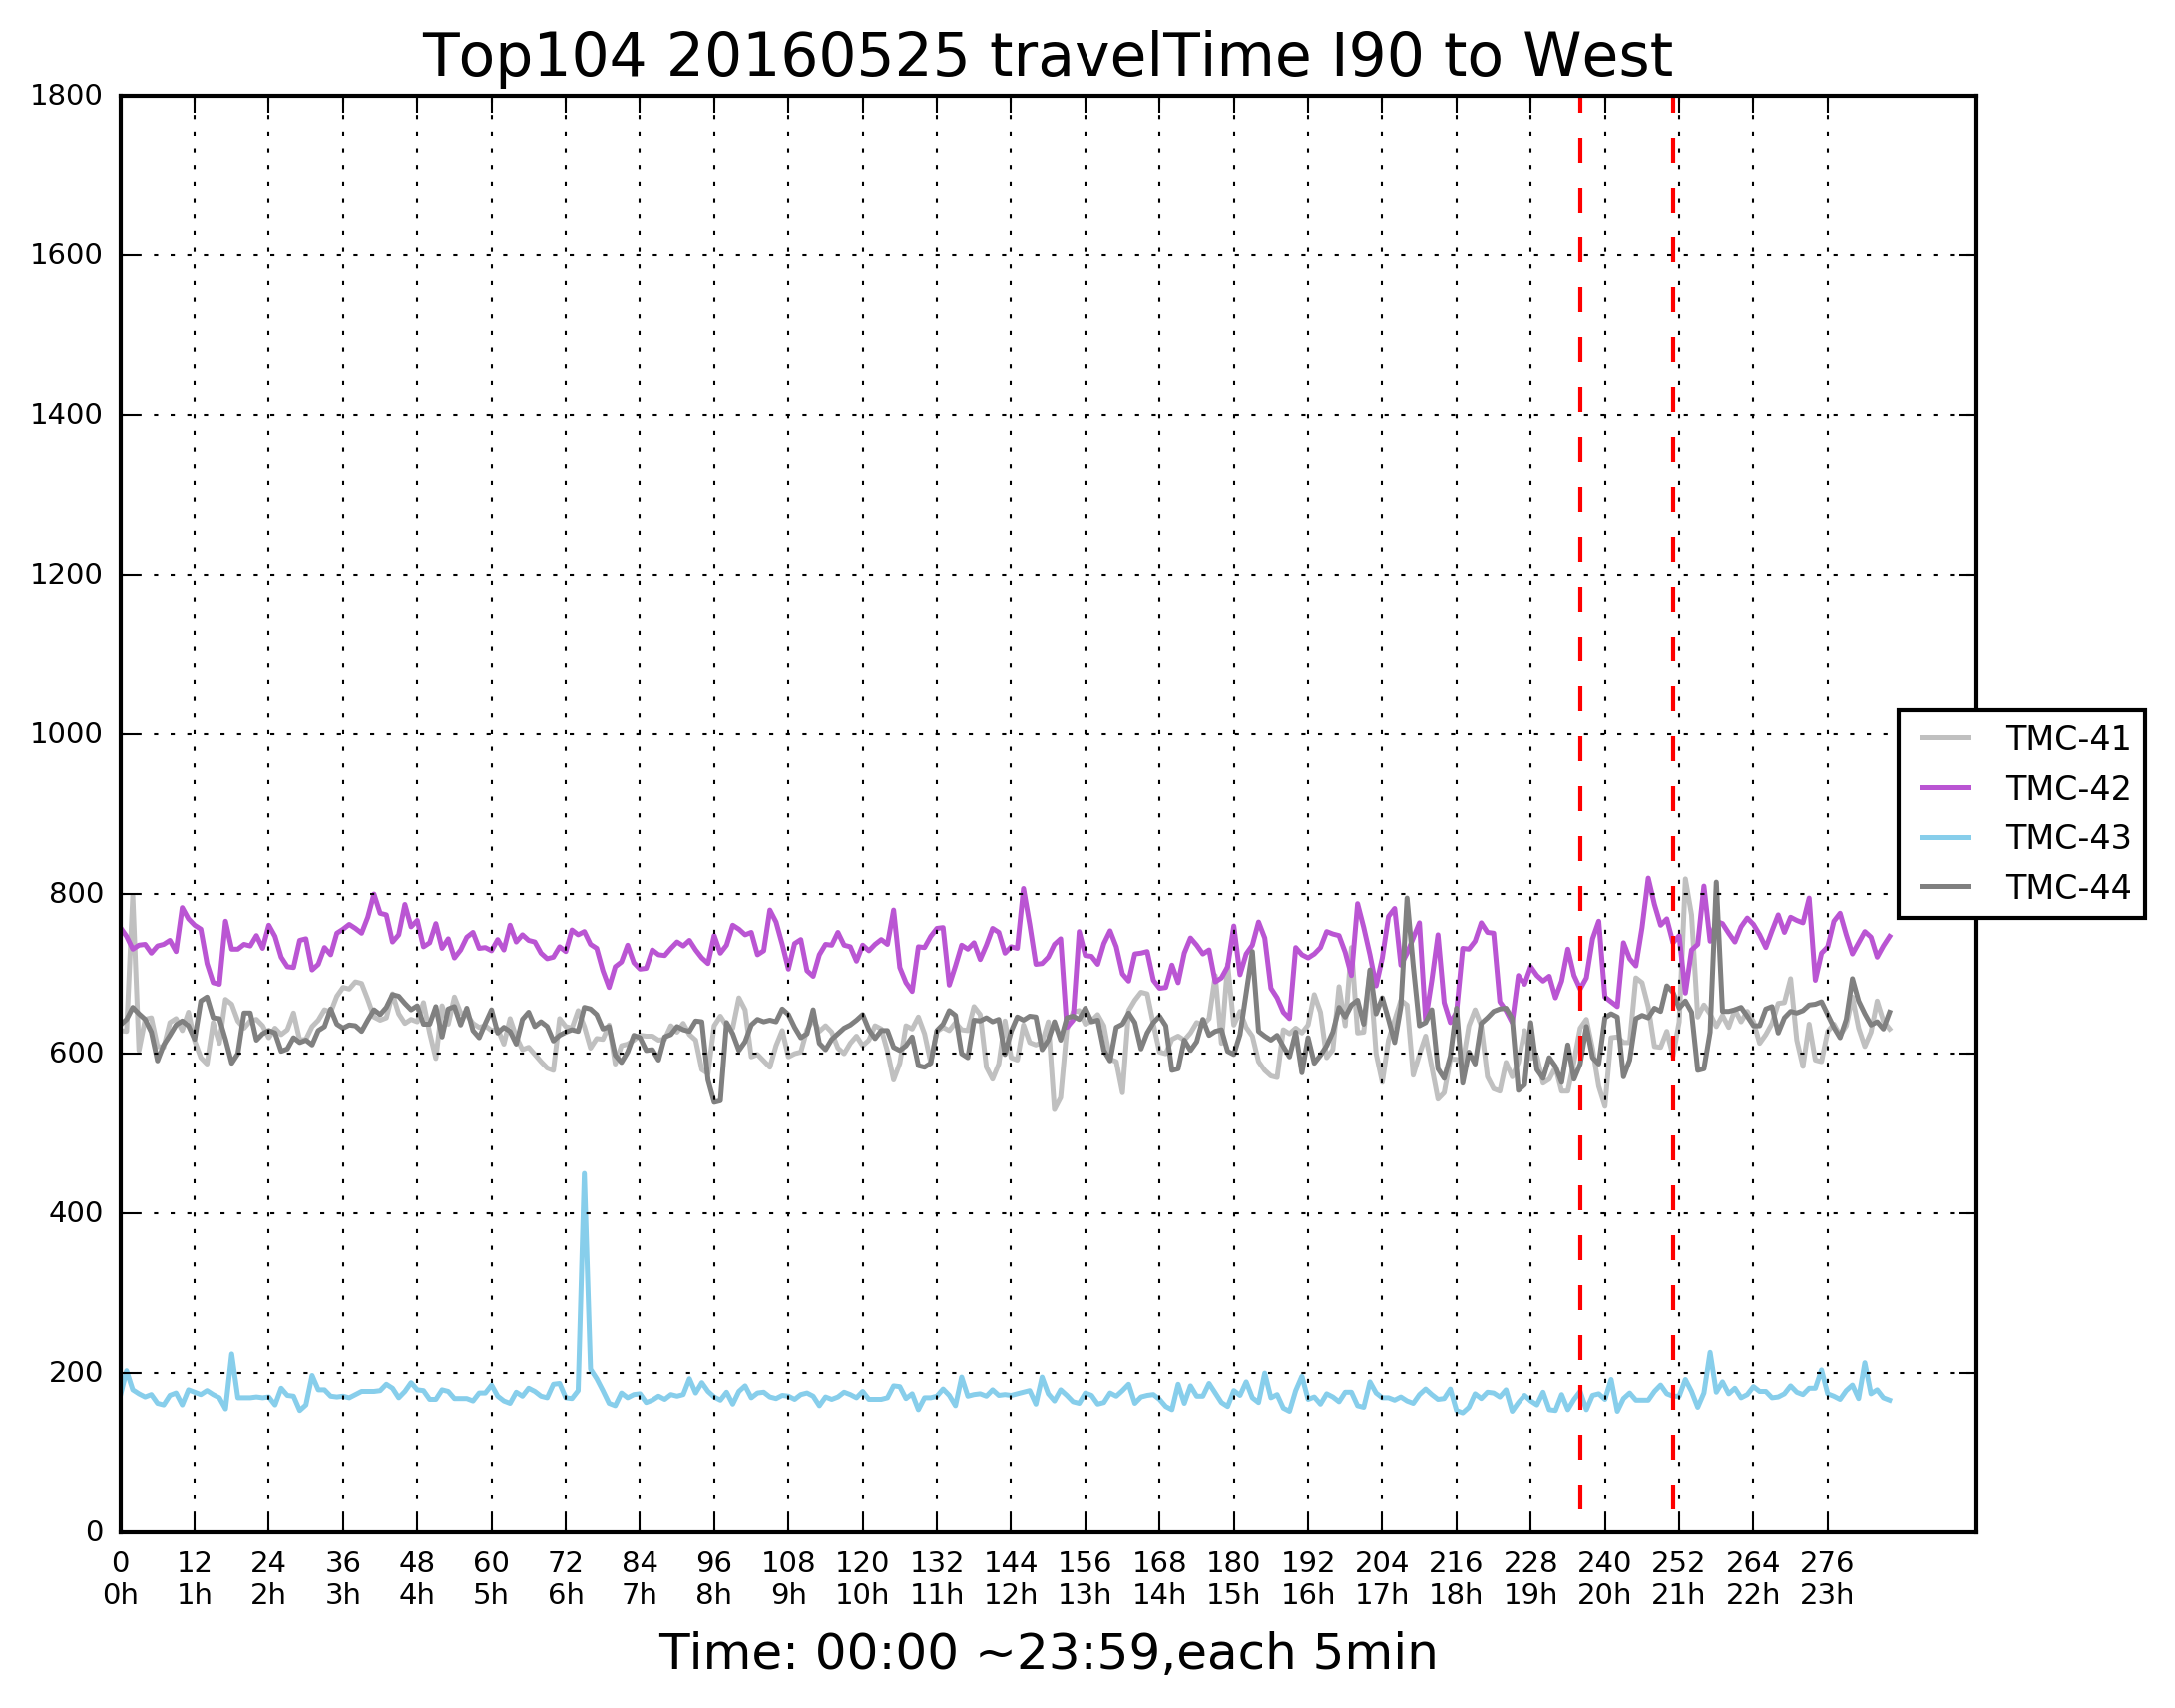 Top104 20160525 travelTime I90 to West
1800
1600
1400
1200
1000
800
600
400
200
0
TMC-41
TMC-42
TMC-43
TMC-44
0 12 24 36 48 60 72 84 96 108 120 132 144 156 168 180 192 204 216 228 240 252 264 276
0h 1h 2h 3h 4h 5h 6h 7h 8h 9h 10h 11h 12h 13h 14h 15h 16h 17h 18h 19h 20h 21h 22h 23h
Time: 00:00 ~23:59,each 5min